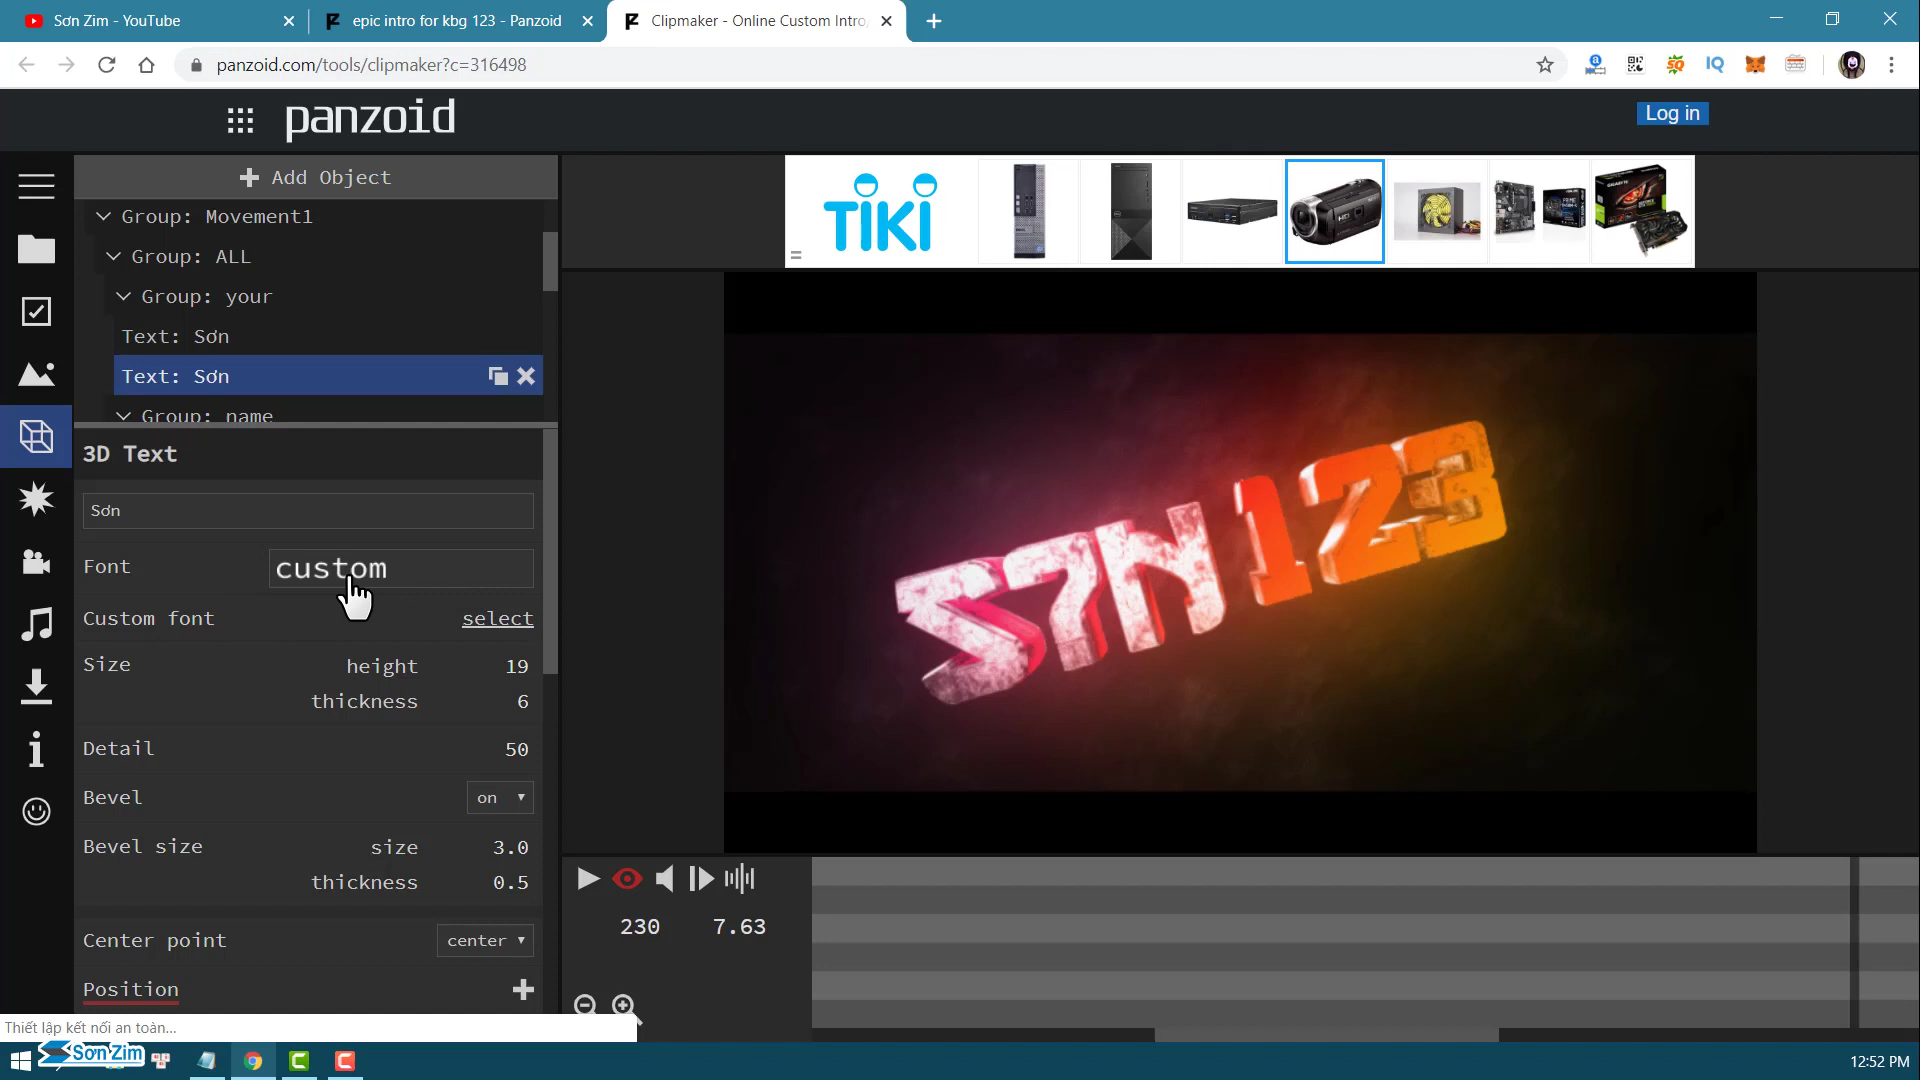 Sơn Zim - YouTube
epic intro for kbg 123 - Panzoid
Clipmaker - Online Custom Intro
panzoid.com/tools/clipmaker?c=316498
panzoid
Log in
Add Object
Group: Movement1
Group: ALL
Group: your
Text: Sơn
Text: Sơn
Group: name
3D Text
Sơn
Font
custom
Custom font
select
Size
height
19
thickness
6
Detail
50
Bevel
on
Bevel size
size
3.0
thickness
0.5
Center point
center
Position
TIKI
S?N 123
230
7.63
Thiết lập kết nối an toàn...
Sơn Zim
12:52 PM